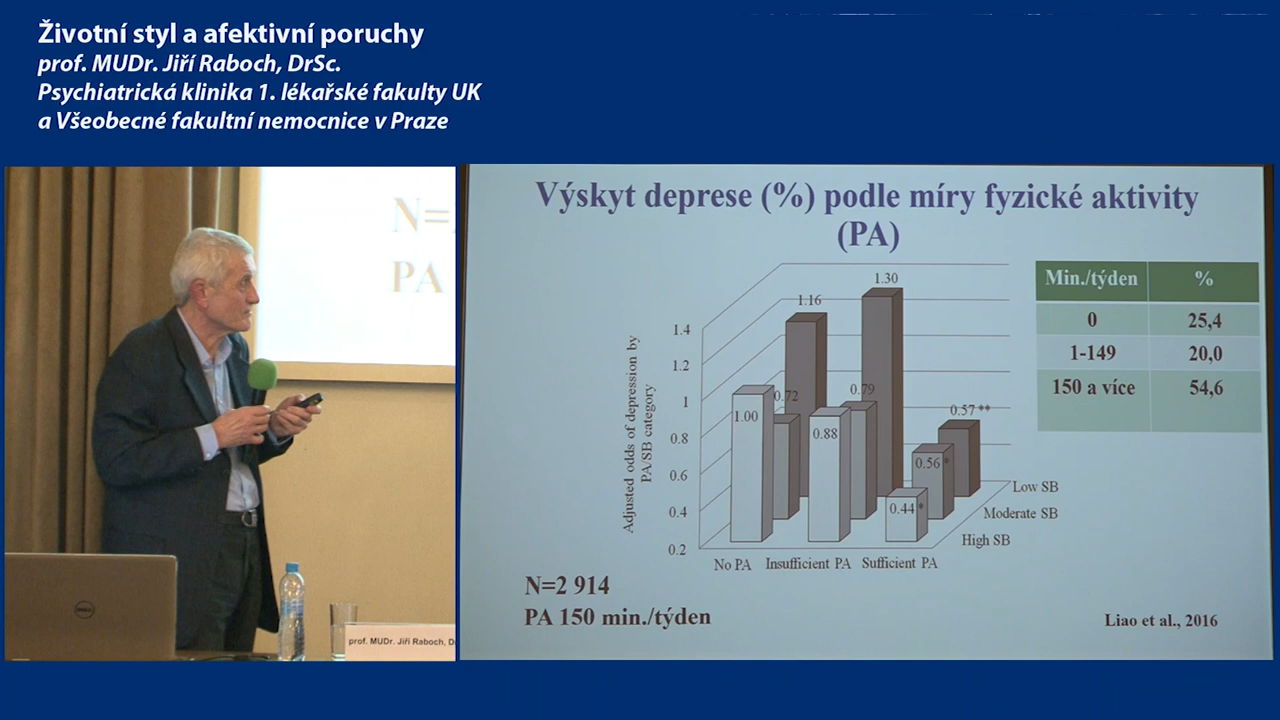 Životní styl a afektivní poruchy
prof. MUDr. Jiří Raboch, DrSc.
Psychiatrická klinika 1. lékařské fakulty UK
a Všeobecné fakultní nemocnice v Praze
N=
PA
DELL
prof. MUDr. Jiří Raboch, D
Výskyt deprese (%) podle míry fyzické aktivity
(PA)
Adjusted odds of depression by
PA/SB category
1.4
1.2
1
0.8
0.6
0.4
0.2
1.00
0.72
1.16
0.88
0.79
1.30
0.44*
0.56*
0.57**
No PA
Insufficient PA
Sufficient PA
Low SB
Moderate SB
High SB
Min./týden %
0 25,4
1-149 20,0
150 a více 54,6
N=2 914
PA 150 min./týden
Liao et al., 2016